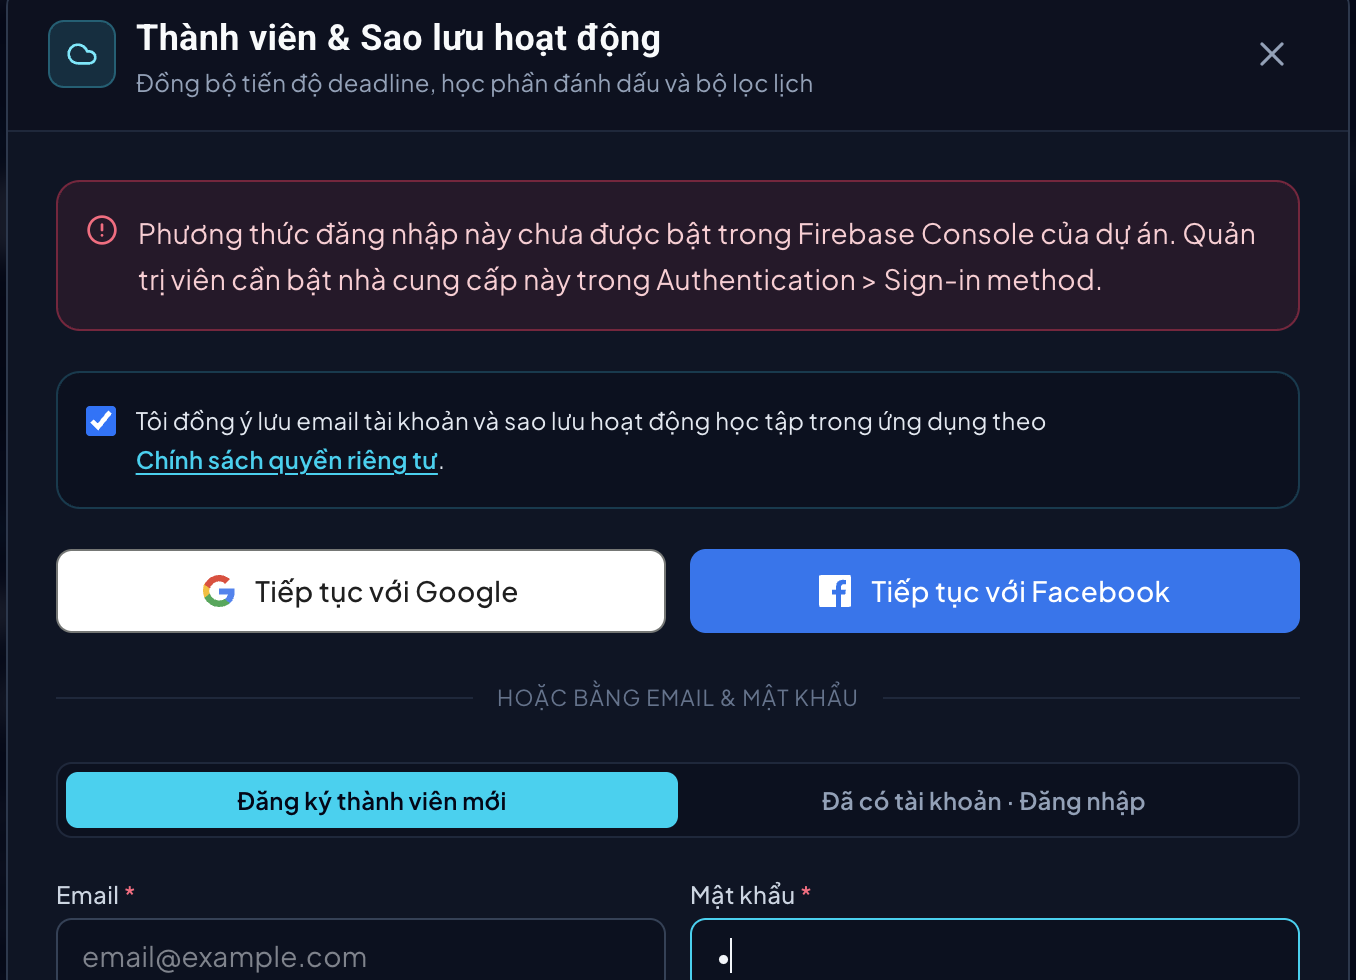 Thành viên & Sao lưu hoạt động
Đồng bộ tiến độ deadline, học phần đánh dấu và bộ lọc lịch
Phương thức đăng nhập này chưa được bật trong Firebase Console của dự án. Quản
trị viên cần bật nhà cung cấp này trong Authentication > Sign-in method.
Tôi đồng ý lưu email tài khoản và sao lưu hoạt động học tập trong ứng dụng theo
Chính sách quyền riêng tư.
Tiếp tục với Google
Tiếp tục với Facebook
HOẶC BẰNG EMAIL & MẬT KHẨU
Đăng ký thành viên mới
Đã có tài khoản · Đăng nhập
Email *
Mật khẩu *
email@example.com